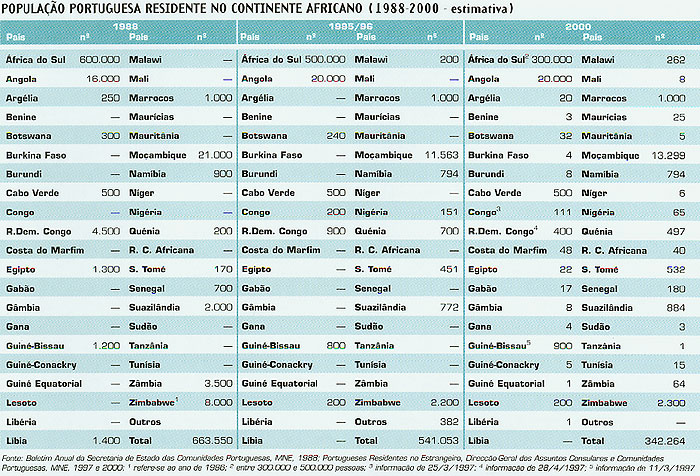 POPULAÇÃO PORTUGUESA RESIDENTE NO CONTINENTE AFRICANO (1988-2000 - estimativa)
1988 1995/96 2000
País nº País nº País nº País nº País nº País nº
África do Sul 600.000 Malawi — África do Sul 500.000 Malawi 200 África do Sul² 300.000 Malawi 262
Angola 16.000 Mali — Angola 20.000 Mali — Angola 20.000 Mali 8
Argélia 250 Marrocos 1.000 Argélia — Marrocos 1.000 Argélia 20 Marrocos 1.000
Benine — Maurícias — Benine — Maurícias — Benine 3 Maurícias 25
Botswana 300 Mauritânia — Botswana 240 Mauritânia — Botswana 32 Mauritânia 5
Burkina Faso — Moçambique 21.000 Burkina Faso — Moçambique 11.563 Burkina Faso 4 Moçambique 13.299
Burundi — Namíbia 900 Burundi — Namíbia 794 Burundi 8 Namíbia 794
Cabo Verde 500 Níger — Cabo Verde 500 Níger — Cabo Verde 500 Níger 6
Congo — Nigéria — Congo 200 Nigéria 151 Congo³ 111 Nigéria 65
R.Dem. Congo 4.500 Quénia 200 R.Dem. Congo 900 Quénia 700 R.Dem. Congo⁴ 400 Quénia 497
Costa do Marfim — R. C. Africana — Costa do Marfim — R. C. Africana — Costa do Marfim 48 R. C. Africana 40
Egipto 1.300 S. Tomé 170 Egipto — S. Tomé 451 Egipto 22 S. Tomé 532
Gabão — Senegal 700 Gabão — Senegal — Gabão 17 Senegal 180
Gâmbia — Suazilândia 2.000 Gâmbia — Suazilândia 772 Gâmbia 8 Suazilândia 884
Gana — Sudão — Gana — Sudão — Gana 4 Sudão 3
Guiné-Bissau 1.200 Tanzânia — Guiné-Bissau 800 Tanzânia — Guiné-Bissau⁵ 900 Tanzânia 1
Guiné-Conackry — Tunísia — Guiné-Conackry — Tunísia — Guiné-Conackry 5 Tunísia 15
Guiné Equatorial — Zâmbia 3.500 Guiné Equatorial — Zâmbia — Guiné Equatorial 1 Zâmbia 64
Lesoto — Zimbabwe¹ 8.000 Lesoto 200 Zimbabwe 2.200 Lesoto 200 Zimbabwe 2.300
Libéria — Outros — Libéria — Outros 382 Libéria 1 Outros —
Líbia 1.400 Total 663.550 Líbia — Total 541.053 Líbia — Total 342.264
Fonte: Boletim Anual da Secretaria de Estado das Comunidades Portuguesas, MNE, 1988; Portugueses Residentes no Estrangeiro, Direcção-Geral dos Assuntos Consulares e Comunidades
Portuguesas, MNE, 1997 e 2000; ¹ refere-se ao ano de 1986; ² entre 300.000 e 500.000 pessoas; ³ informação de 25/3/1997; ⁴ informação de 28/4/1997; ⁵ informação de 11/3/1997